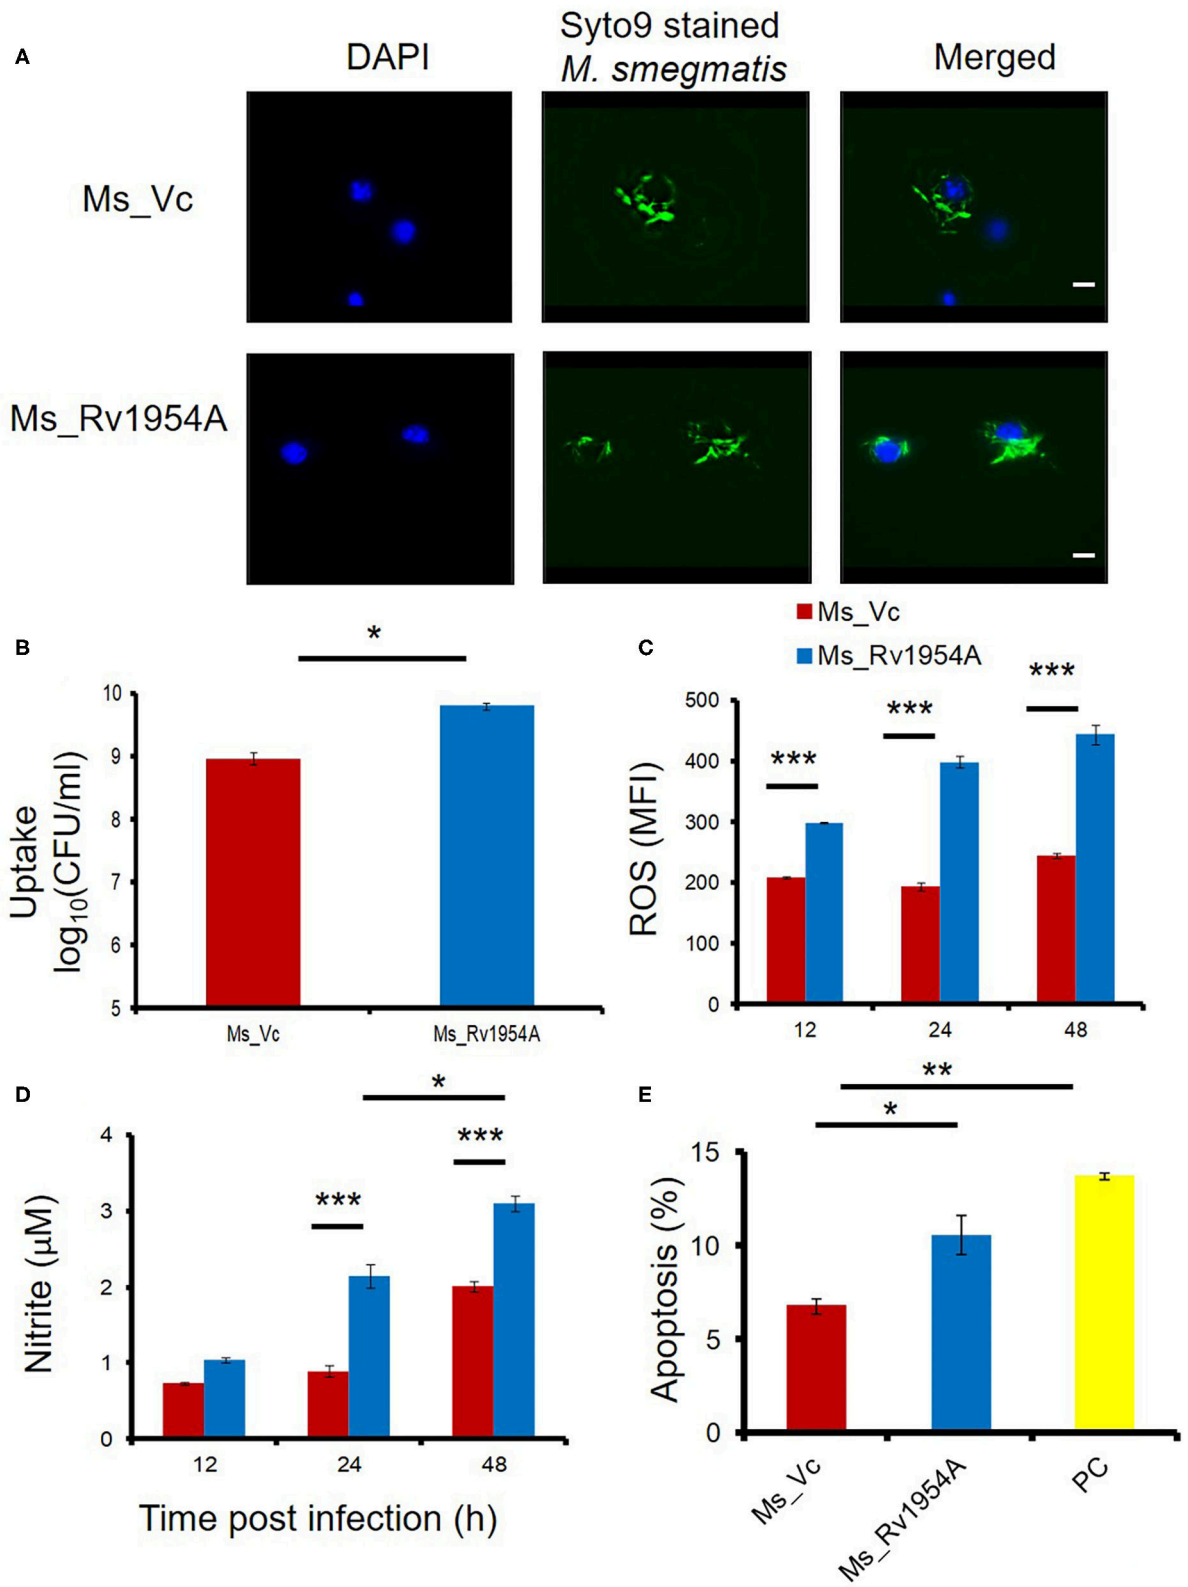 A
DAPI
Syto9 stained
M. smegmatis
Merged
Ms_Vc
Ms_Rv1954A
B
*
Uptake
log10(CFU/ml)
10
9
8
7
6
5
Ms_Vc
Ms_Rv1954A
C
Ms_Vc
Ms_Rv1954A
***
***
***
ROS (MFI)
500
400
300
200
100
0
12
24
48
D
*
***
***
Nitrite (µM)
4
3
2
1
0
12
24
48
Time post infection (h)
E
**
*
Apoptosis (%)
15
10
5
0
Ms_Vc
Ms_Rv1954A
PC